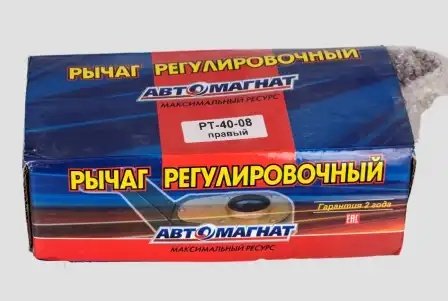 РЫЧАГ РЕГУЛИРОВОЧНЫЙ
АВТОМАГНАТ
МАКСИМАЛЬНЫЙ РЕСУРС
РТ-40-08
правый
РЫЧАГ РЕГУЛИРОВОЧНЫЙ
Гарантия 2 года
EAC
АВТОМАГНАТ
МАКСИМАЛЬНЫЙ РЕСУРС